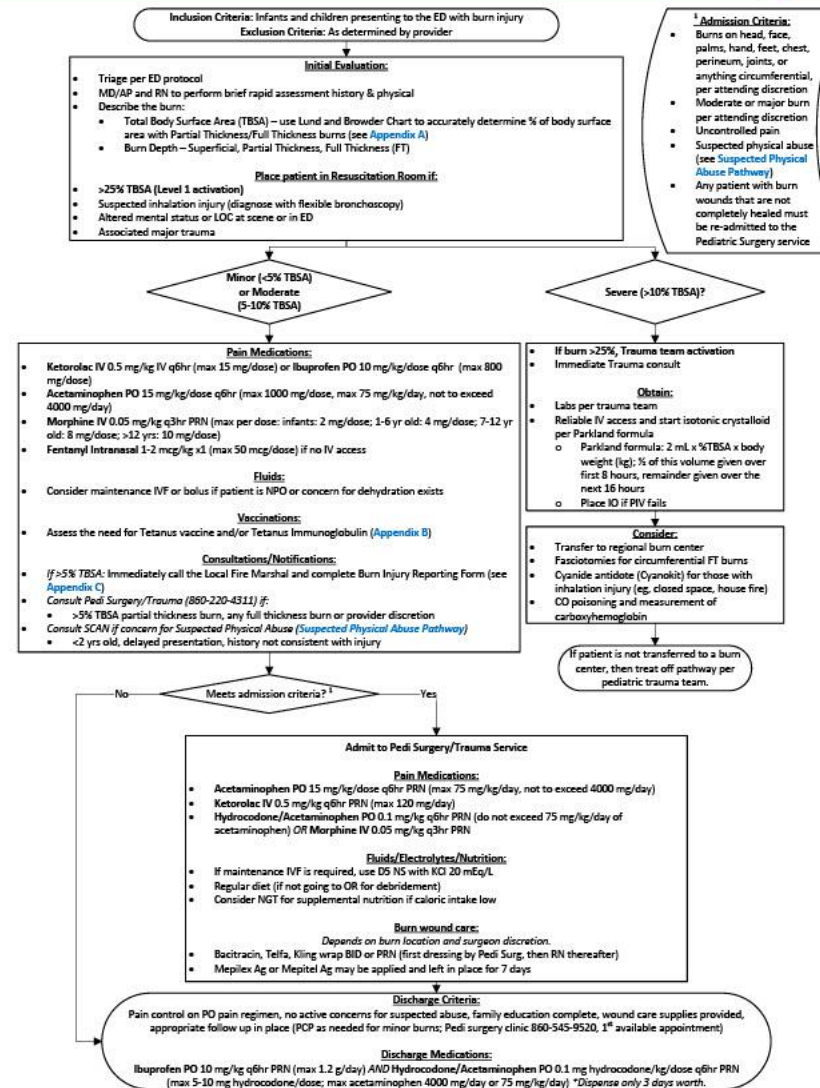 Inclusion Criteria: Infants and children presenting to the ED with burn injury
Exclusion Criteria: As determined by provider
Initial Evaluation:
• Triage per ED protocol
• MD/AP and RN to perform brief rapid assessment history & physical
• Describe the burn:
• Total Body Surface Area (TBSA) – use Lund and Browder Chart to accurately determine % of body surface
area with Partial Thickness/Full Thickness burns (see Appendix A)
• Burn Depth – Superficial, Partial Thickness, Full Thickness (FT)
Place patient in Resuscitation Room if:
• >25% TBSA (Level 1 activation)
• Suspected inhalation injury (diagnose with flexible bronchoscopy)
• Altered mental status or LOC at scene or in ED
• Associated major trauma
1 Admission Criteria:
• Burns on head, face,
palms, hand, feet, chest,
perineum, joints, or
anything circumferential,
per attending discretion
• Moderate or major burn
per attending discretion
• Uncontrolled pain
• Suspected physical abuse
(see Suspected Physical
Abuse Pathway)
• Any patient with burn
wounds that are not
completely healed must
be re-admitted to the
Pediatric Surgery service
Minor (<5% TBSA)
or Moderate
(5-10% TBSA)
Severe (>10% TBSA)?
Pain Medications:
• Ketorolac IV 0.5 mg/kg IV q6hr (max 15 mg/dose) or Ibuprofen PO 10 mg/kg/dose q6hr (max 800
mg/dose)
• Acetaminophen PO 15 mg/kg/dose q6hr (max 1000 mg/dose, max 75 mg/kg/day, not to exceed
4000 mg/day)
• Morphine IV 0.05 mg/kg q3hr PRN (max per dose: infants: 2 mg/dose; 1-6 yr old: 4 mg/dose; 7-12 yr
old: 8 mg/dose; >12 yrs: 10 mg/dose)
• Fentanyl Intranasal 1-2 mcg/kg x1 (max 50 mcg/dose) if no IV access
Fluids:
• Consider maintenance IVF or bolus if patient is NPO or concern for dehydration exists
Vaccinations:
• Assess the need for Tetanus vaccine and/or Tetanus Immunoglobulin (Appendix B)
Consultations/Notifications:
• If >5% TBSA: Immediately call the Local Fire Marshal and complete Burn Injury Reporting Form (see
Appendix C)
• Consult Pedi Surgery/Trauma (860-220-4311) if:
• >5% TBSA partial thickness burn, any full thickness burn or provider discretion
• Consult SCAN if concern for Suspected Physical Abuse (Suspected Physical Abuse Pathway)
• <2 yrs old, delayed presentation, history not consistent with injury
• If burn >25%, Trauma team activation
• Immediate Trauma consult
Obtain:
• Labs per trauma team
• Reliable IV access and start isotonic crystalloid
per Parkland formula
o Parkland formula: 2 mL x %TBSA x body
weight (kg); ½ of this volume given over
first 8 hours, remainder given over the
next 16 hours
o Place IO if PIV fails
Consider:
• Transfer to regional burn center
• Fasciotomies for circumferential FT burns
• Cyanide antidote (Cyanokit) for those with
inhalation injury (eg, closed space, house fire)
• CO poisoning and measurement of
carboxyhemoglobin
If patient is not transferred to a burn
center, then treat off pathway per
pediatric trauma team.
No
Meets admission criteria? 1
Yes
Admit to Pedi Surgery/Trauma Service
Pain Medications:
• Acetaminophen PO 15 mg/kg/dose q6hr PRN (max 75 mg/kg/day, not to exceed 4000 mg/day)
• Ketorolac IV 0.5 mg/kg q6hr PRN (max 120 mg/day)
• Hydrocodone/Acetaminophen PO 0.1 mg/kg q6hr PRN (do not exceed 75 mg/kg/day of
acetaminophen) OR Morphine IV 0.05 mg/kg q3hr PRN
Fluids/Electrolytes/Nutrition:
• If maintenance IVF is required, use D5 NS with KCl 20 mEq/L
• Regular diet (if not going to OR for debridement)
• Consider NGT for supplemental nutrition if caloric intake low
Burn wound care:
Depends on burn location and surgeon discretion.
• Bacitracin, Telfa, Kling wrap BID or PRN (first dressing by Pedi Surg, then RN thereafter)
• Mepilex Ag or Mepitel Ag may be applied and left in place for 7 days
Discharge Criteria:
Pain control on PO pain regimen, no active concerns for suspected abuse, family education complete, wound care supplies provided,
appropriate follow up in place (PCP as needed for minor burns; Pedi surgery clinic 860-545-9520, 1st available appointment)
Discharge Medications:
Ibuprofen PO 10 mg/kg q6hr PRN (max 1.2 g/day) AND Hydrocodone/Acetaminophen PO 0.1 mg hydrocodone/kg/dose q6hr PRN
(max 5-10 mg hydrocodone/dose; max acetaminophen 4000 mg/day or 75 mg/kg/day) *Dispense only 3 days worth.